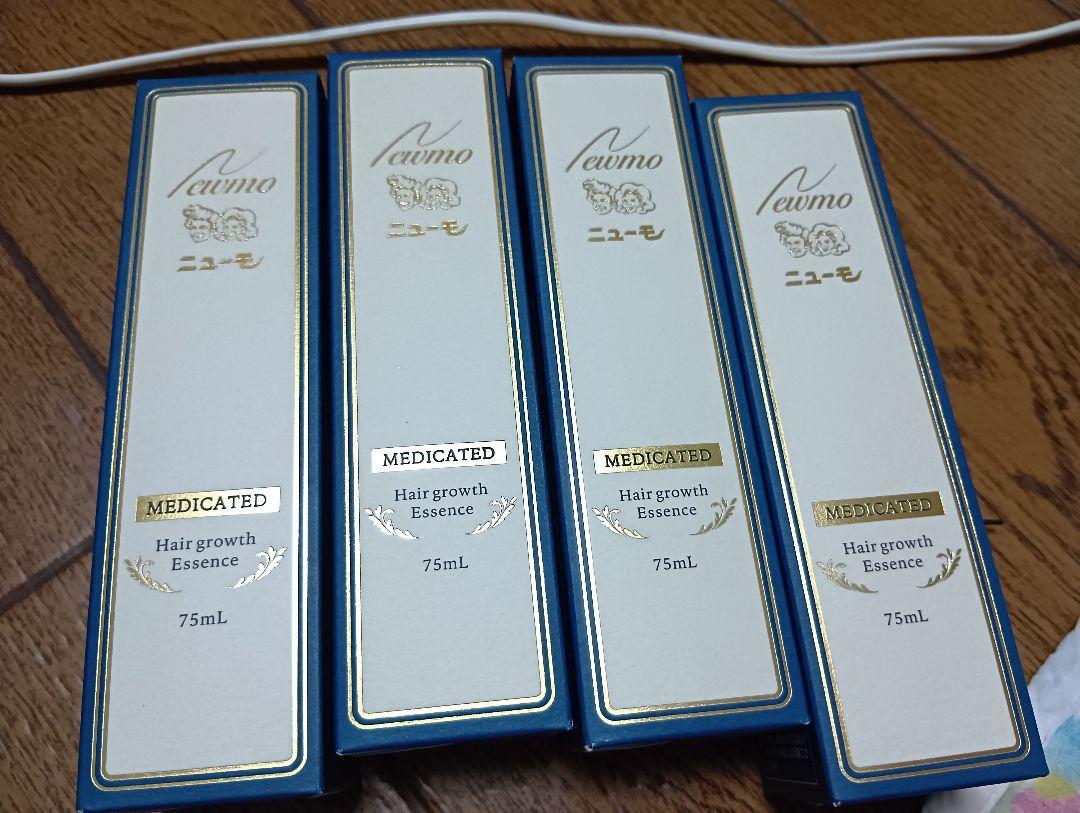 Newmo
ニューモ
MEDICATED
Hair growth
Essence
75mL
Newmo
ニューモ
MEDICATED
Hair growth
Essence
75mL
Newmo
ニューモ
MEDICATED
Hair growth
Essence
75mL
Newmo
ニューモ
MEDICATED
Hair growth
Essence
75mL